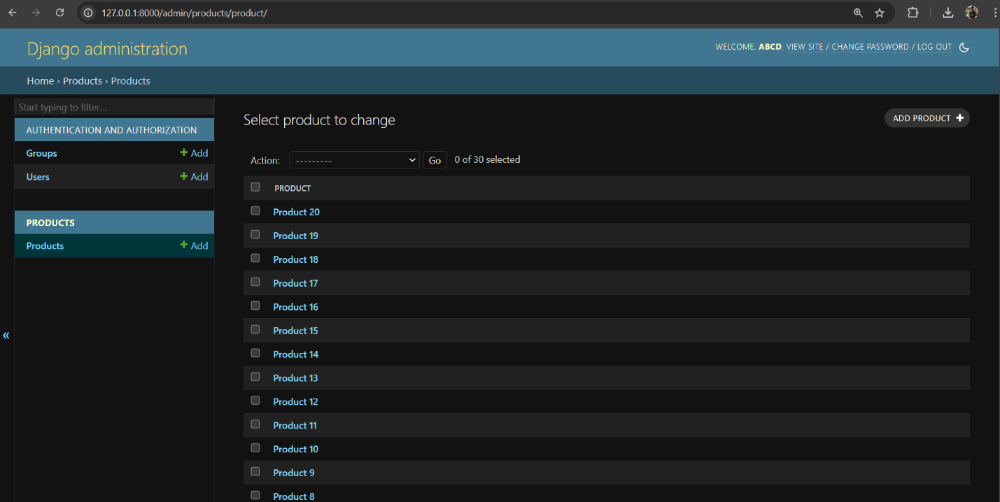 127.0.0.1:8000/admin/products/product/
Django administration
WELCOME, ABCD. VIEW SITE / CHANGE PASSWORD / LOG OUT
Home › Products › Products
Start typing to filter...
AUTHENTICATION AND AUTHORIZATION
Groups + Add
Users + Add
PRODUCTS
Products + Add
«
Select product to change
ADD PRODUCT +
Action: --------- Go 0 of 30 selected
PRODUCT
Product 20
Product 19
Product 18
Product 17
Product 16
Product 15
Product 14
Product 13
Product 12
Product 11
Product 10
Product 9
Product 8